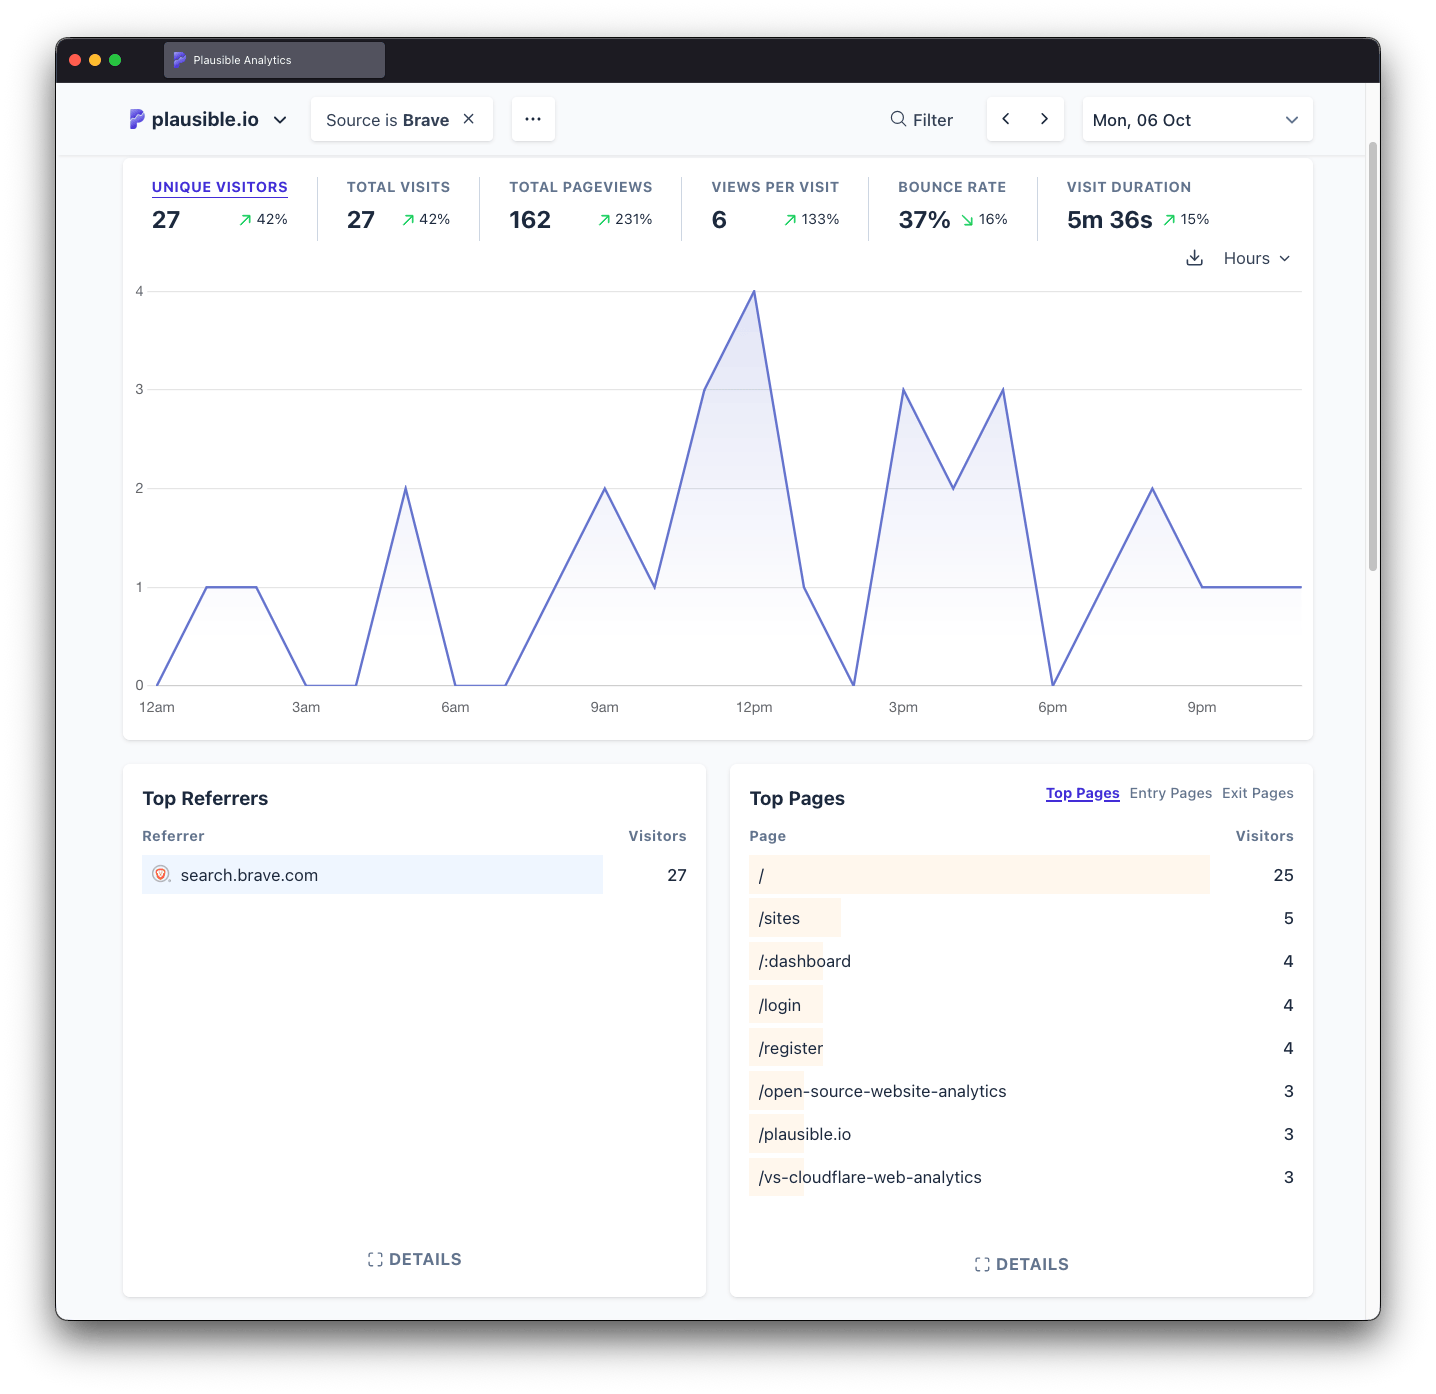 Plausible Analytics
plausible.io Source is Brave ✕ ... Filter Mon, 06 Oct
UNIQUE VISITORS TOTAL VISITS TOTAL PAGEVIEWS VIEWS PER VISIT BOUNCE RATE VISIT DURATION
27 42% 27 42% 162 231% 6 133% 37% 16% 5m 36s 15%
Hours
4
3
2
1
0
12am 3am 6am 9am 12pm 3pm 6pm 9pm
Top Referrers
Referrer Visitors
search.brave.com 27
DETAILS
Top Pages Top Pages Entry Pages Exit Pages
Page Visitors
/ 25
/sites 5
/:dashboard 4
/login 4
/register 4
/open-source-website-analytics 3
/plausible.io 3
/vs-cloudflare-web-analytics 3
DETAILS